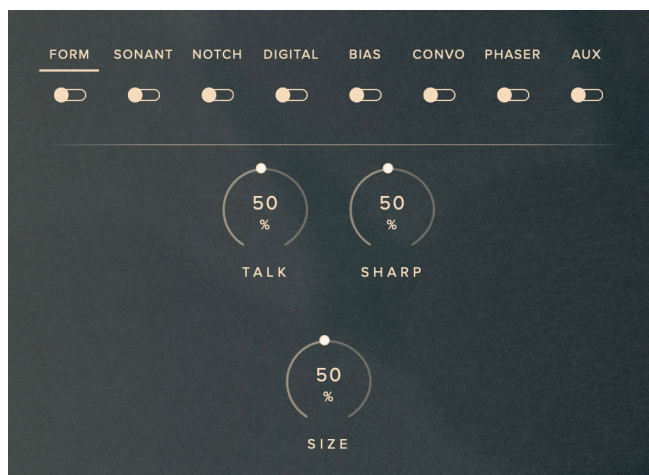 FORM SONANT NOTCH DIGITAL BIAS CONVO PHASER AUX
50 50
% %
TALK SHARP
50
%
SIZE